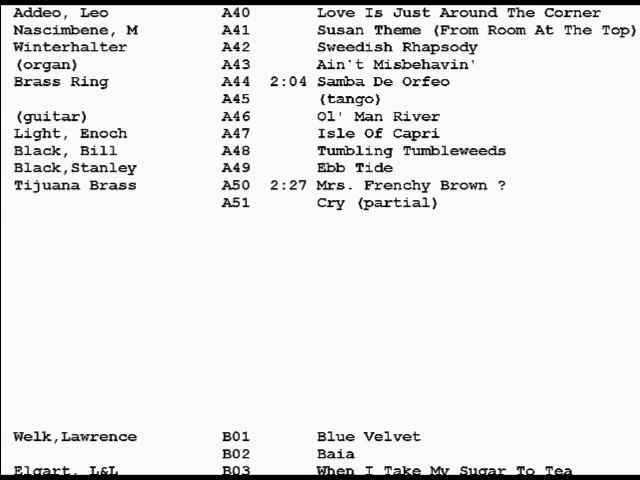 Addeo, Leo A40 Love Is Just Around The Corner
Nascimbene, M A41 Susan Theme (From Room At The Top)
Winterhalter A42 Sweedish Rhapsody
(organ) A43 Ain't Misbehavin'
Brass Ring A44 2:04 Samba De Orfeo
A45 (tango)
(guitar) A46 Ol' Man River
Light, Enoch A47 Isle Of Capri
Black, Bill A48 Tumbling Tumbleweeds
Black,Stanley A49 Ebb Tide
Tijuana Brass A50 2:27 Mrs. Frenchy Brown ?
A51 Cry (partial)
Welk,Lawrence B01 Blue Velvet
B02 Baia
Elgart, L&L B03 When I Take My Sugar To Tea